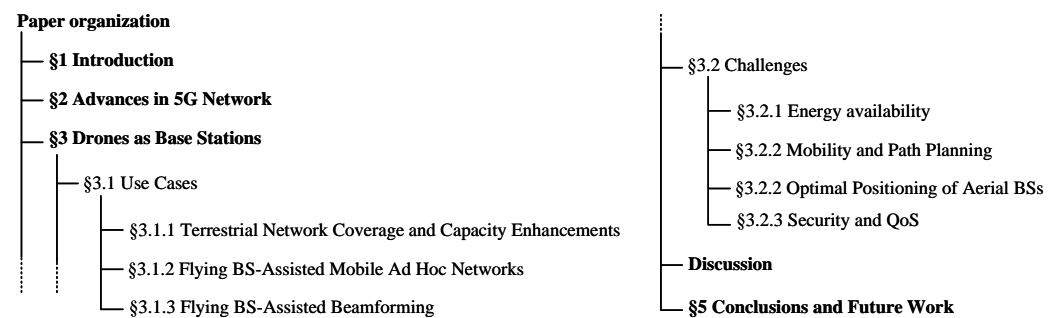 Paper organization
§1 Introduction
§2 Advances in 5G Network
§3 Drones as Base Stations
§3.1 Use Cases
§3.1.1 Terrestrial Network Coverage and Capacity Enhancements
§3.1.2 Flying BS-Assisted Mobile Ad Hoc Networks
§3.1.3 Flying BS-Assisted Beamforming
§3.2 Challenges
§3.2.1 Energy availability
§3.2.2 Mobility and Path Planning
§3.2.2 Optimal Positioning of Aerial BSs
§3.2.3 Security and QoS
Discussion
§5 Conclusions and Future Work